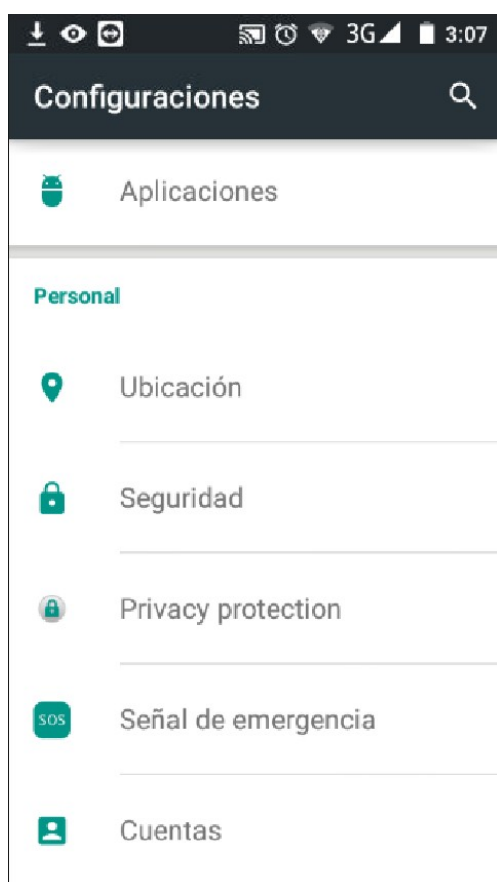 3G 3:07
Configuraciones
Aplicaciones
Personal
Ubicación
Seguridad
Privacy protection
SOS Señal de emergencia
Cuentas